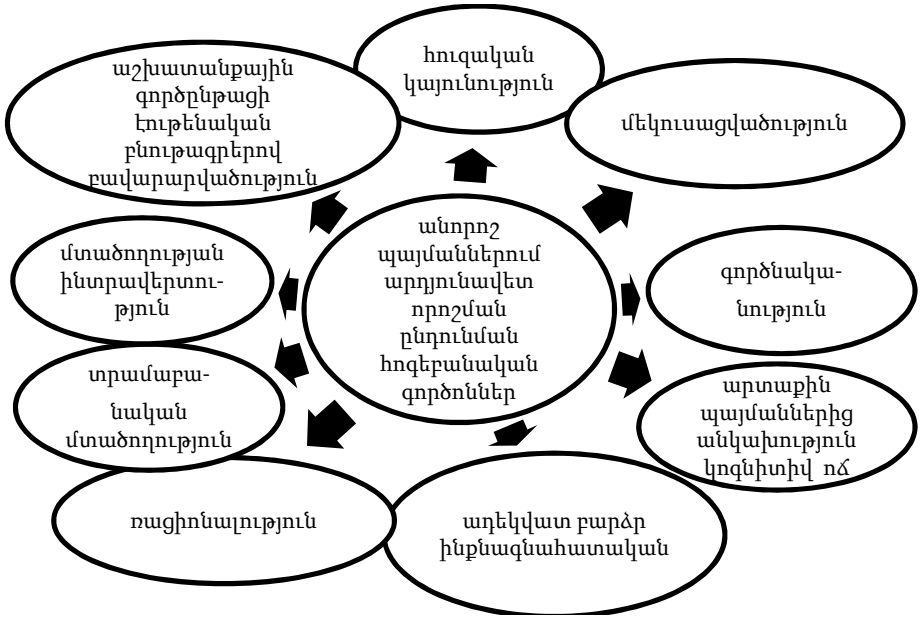 հուզական
կայունություն
աշխատանքային
գործընթացի
էութենական
բնութագրերով
բավարարվածություն
մեկուսացվածություն
անորոշ
պայմաններում
արդյունավետ
որոշման
ընդունման
հոգեբանական
գործոններ
մտածողության
ինտրավերտու-
թյուն
գործնակա-
նություն
տրամաբա-
նական
մտածողություն
արտաքին
պայմաններից
անկախություն
կոգնիտիվ ոճ
ռացիոնալություն
ադեկվատ բարձր
ինքնագնահատական